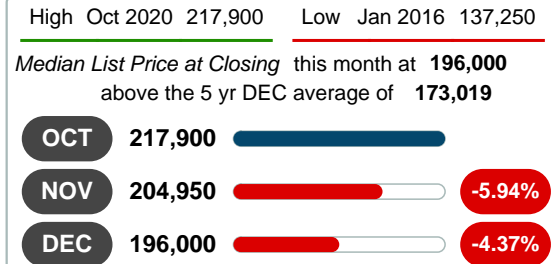 High Oct 2020 217,900 Low Jan 2016 137,250
Median List Price at Closing this month at 196,000
above the 5 yr DEC average of 173,019
OCT 217,900
NOV 204,950 -5.94%
DEC 196,000 -4.37%